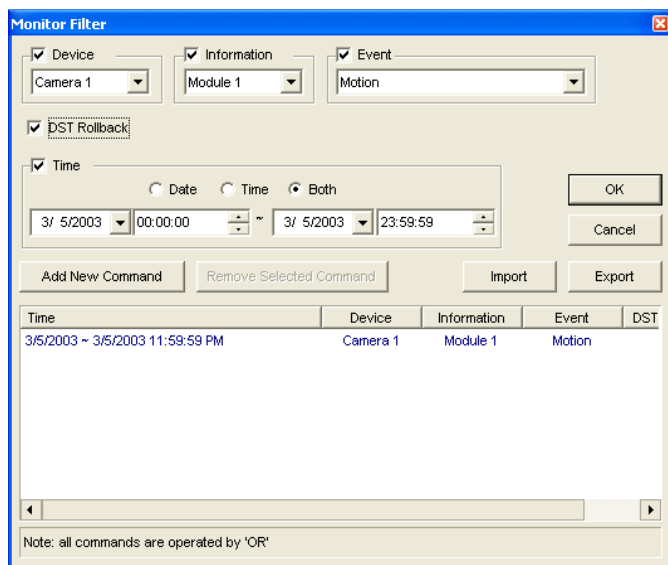 Monitor Filter
Device Information Event
Camera 1 Module 1 Motion
DST Rollback
Time
Date Time Both
OK
3/ 5/2003 00:00:00 ~ 3/ 5/2003 23:59:59
Cancel
Add New Command Remove Selected Command Import Export
Time Device Information Event DST
3/5/2003 ~ 3/5/2003 11:59:59 PM Camera 1 Module 1 Motion
Note: all commands are operated by 'OR'